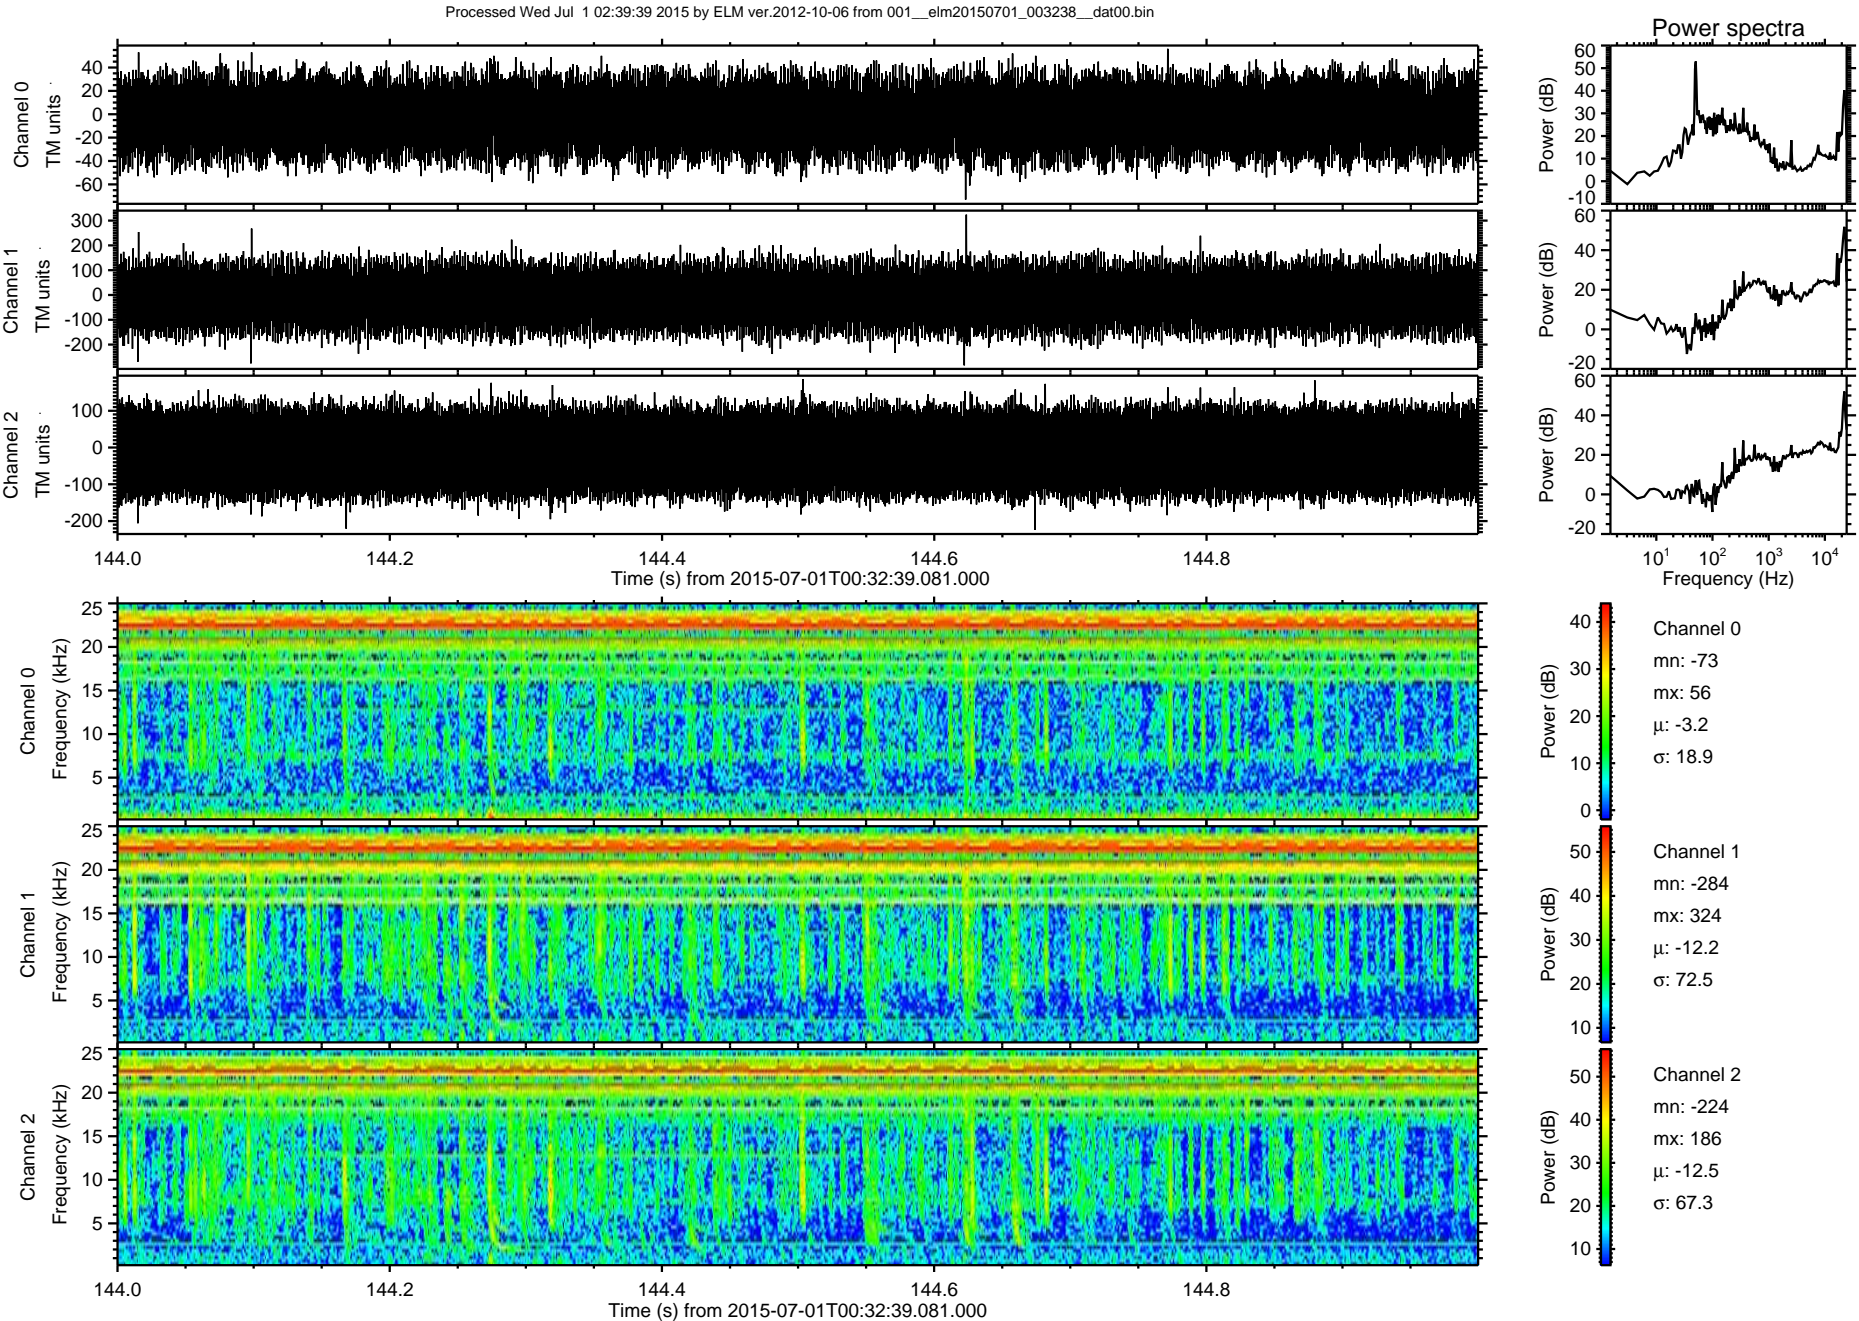 Processed Wed Jul  1 02:39:39 2015 by ELM ver.2012-10-06 from 001__elm20150701_003238__dat00.bin
Power spectra
Channel 0
TM units
40
20
0
-20
-40
-60
Power (dB)
60
50
40
30
20
10
0
-10
Channel 1
TM units
300
200
100
0
-100
-200
Power (dB)
60
40
20
0
-20
Channel 2
TM units
100
0
-100
-200
Power (dB)
60
40
20
0
-20
144.0 144.2 144.4 144.6 144.8
Time (s) from 2015-07-01T00:32:39.081.000
10¹ 10² 10³ 10⁴
Frequency (Hz)
Channel 0
Frequency (kHz)
25
20
15
10
5
Power (dB)
40
30
20
10
0
Channel 0
mn: -73
mx: 56
μ: -3.2
σ: 18.9
Channel 1
Frequency (kHz)
25
20
15
10
5
Power (dB)
50
40
30
20
10
Channel 1
mn: -284
mx: 324
μ: -12.2
σ: 72.5
Channel 2
Frequency (kHz)
25
20
15
10
5
Power (dB)
50
40
30
20
10
Channel 2
mn: -224
mx: 186
μ: -12.5
σ: 67.3
144.0 144.2 144.4 144.6 144.8
Time (s) from 2015-07-01T00:32:39.081.000